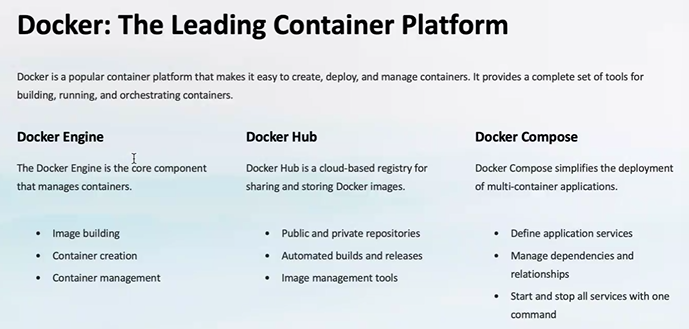 Docker: The Leading Container Platform
Docker is a popular container platform that makes it easy to create, deploy, and manage containers. It provides a complete set of tools for
building, running, and orchestrating containers.
Docker Engine
The Docker Engine is the core component
that manages containers.
• Image building
• Container creation
• Container management
Docker Hub
Docker Hub is a cloud-based registry for
sharing and storing Docker images.
• Public and private repositories
• Automated builds and releases
• Image management tools
Docker Compose
Docker Compose simplifies the deployment
of multi-container applications.
• Define application services
• Manage dependencies and
relationships
• Start and stop all services with one
command